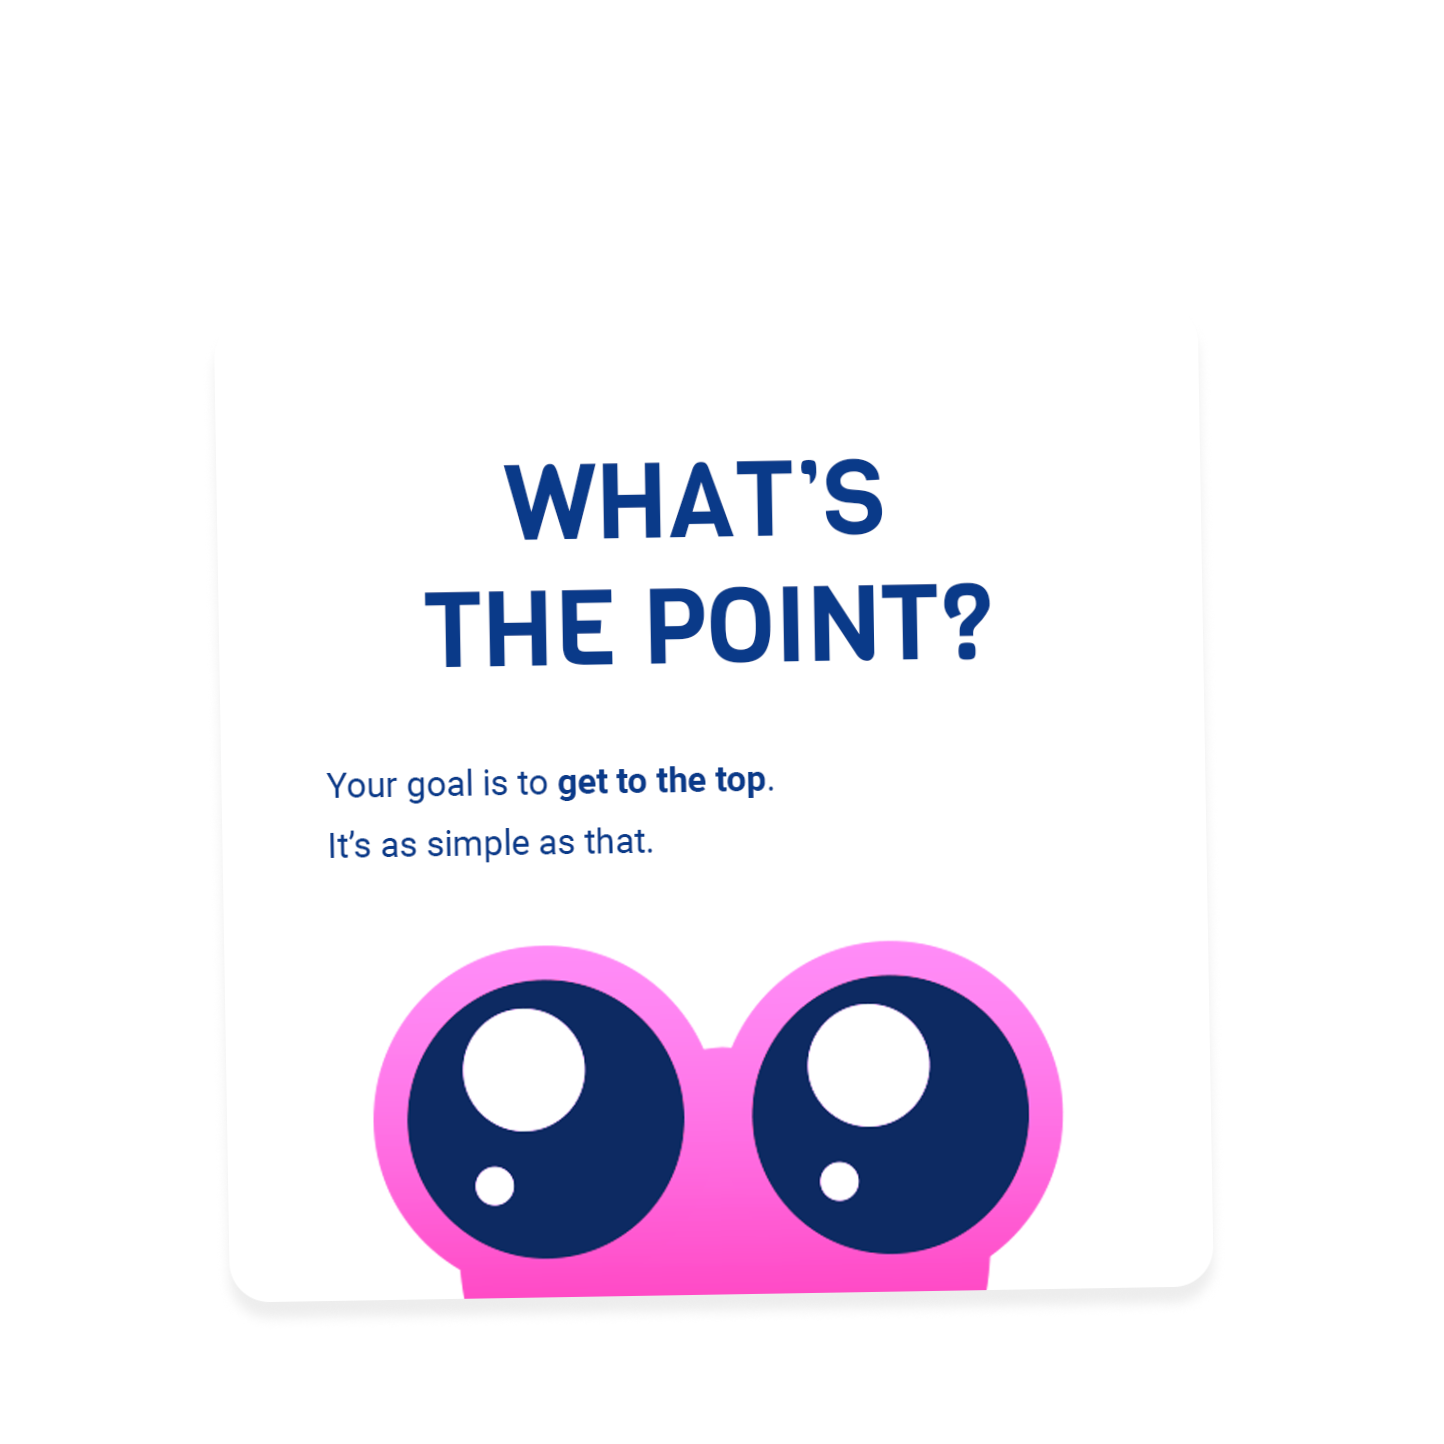 WHAT’S
THE POINT?
Your goal is to get to the top.
It’s as simple as that.